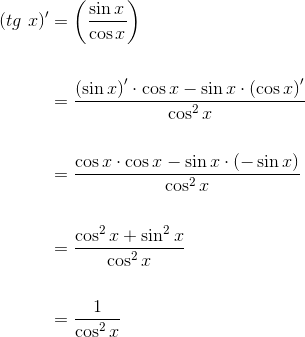 (tg x)' = (sin x / cos x)
= ((sin x)' · cos x − sin x · (cos x)') / cos² x
= (cos x · cos x − sin x · (− sin x)) / cos² x
= (cos² x + sin² x) / cos² x
= 1 / cos² x